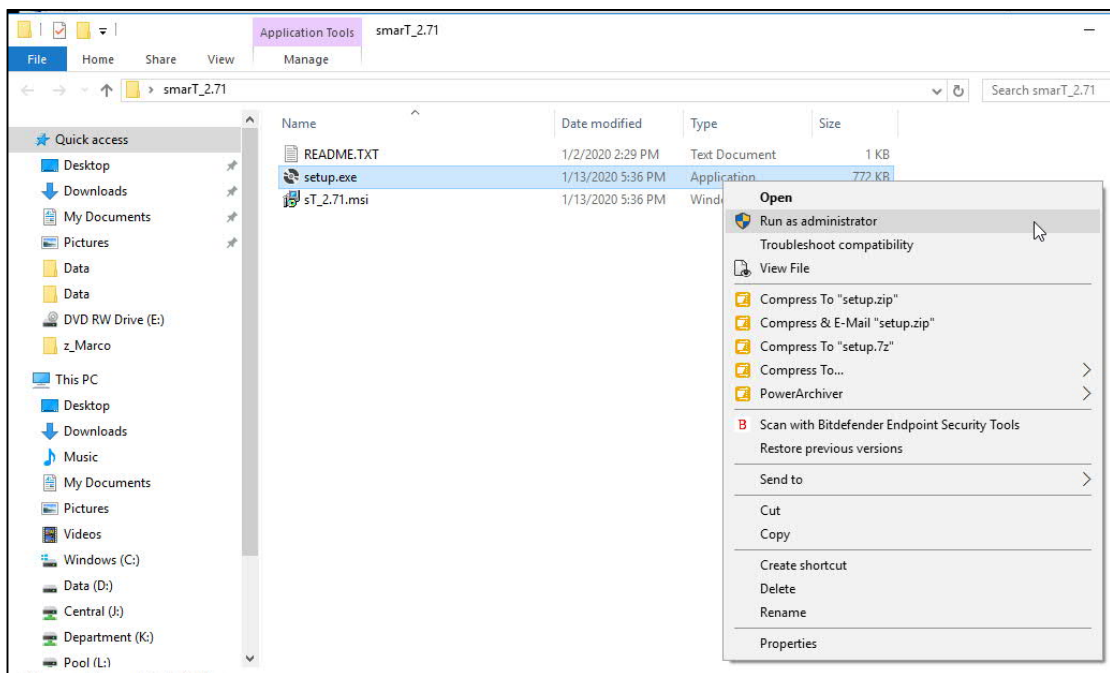 Application Tools smarT_2.71
File Home Share View Manage
smarT_2.71 Search smarT_2.71
Name Date modified Type Size
Quick access
Desktop
Downloads
My Documents
Pictures
Data
Data
DVD RW Drive (E:)
z_Marco
This PC
Desktop
Downloads
Music
My Documents
Pictures
Videos
Windows (C:)
Data (D:)
Central (J:)
Department (K:)
Pool (L:)
README.TXT 1/2/2020 2:29 PM Text Document 1 KB
setup.exe 1/13/2020 5:36 PM Application 772 KB
sT_2.71.msi 1/13/2020 5:36 PM Wind
Open
Run as administrator
Troubleshoot compatibility
View File
Compress To "setup.zip"
Compress & E-Mail "setup.zip"
Compress To "setup.7z"
Compress To...
PowerArchiver
B Scan with Bitdefender Endpoint Security Tools
Restore previous versions
Send to
Cut
Copy
Create shortcut
Delete
Rename
Properties